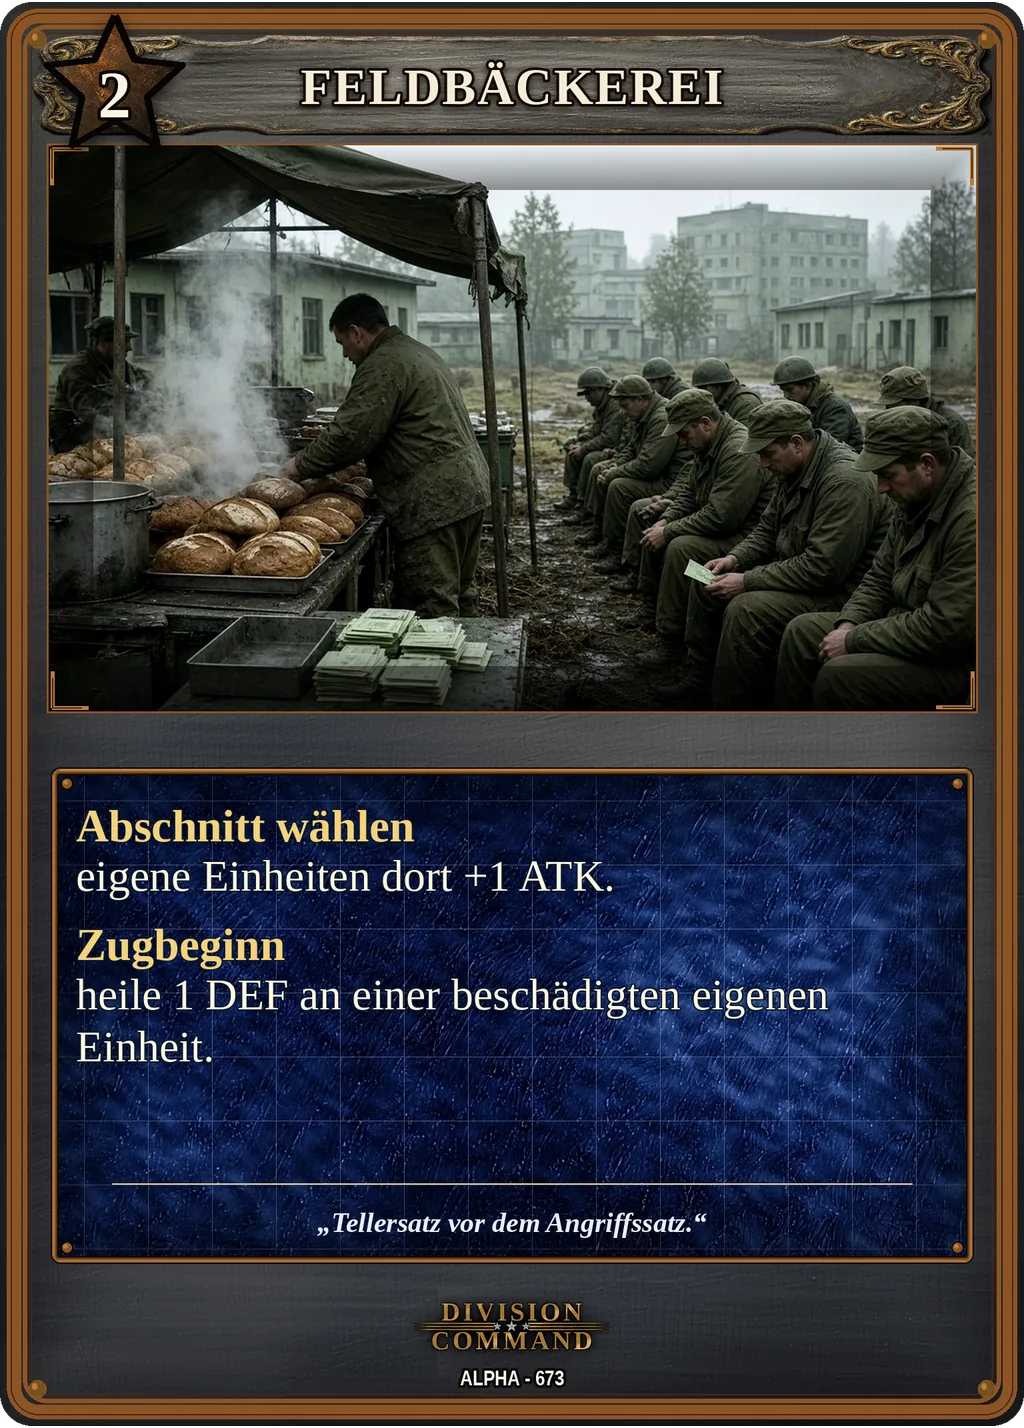 2
FELDBÄCKEREI
Abschnitt wählen
eigene Einheiten dort +1 ATK.
Zugbeginn
heile 1 DEF an einer beschädigten eigenen
Einheit.
„Tellersatz vor dem Angriffssatz.“
DIVISION
COMMAND
ALPHA - 673